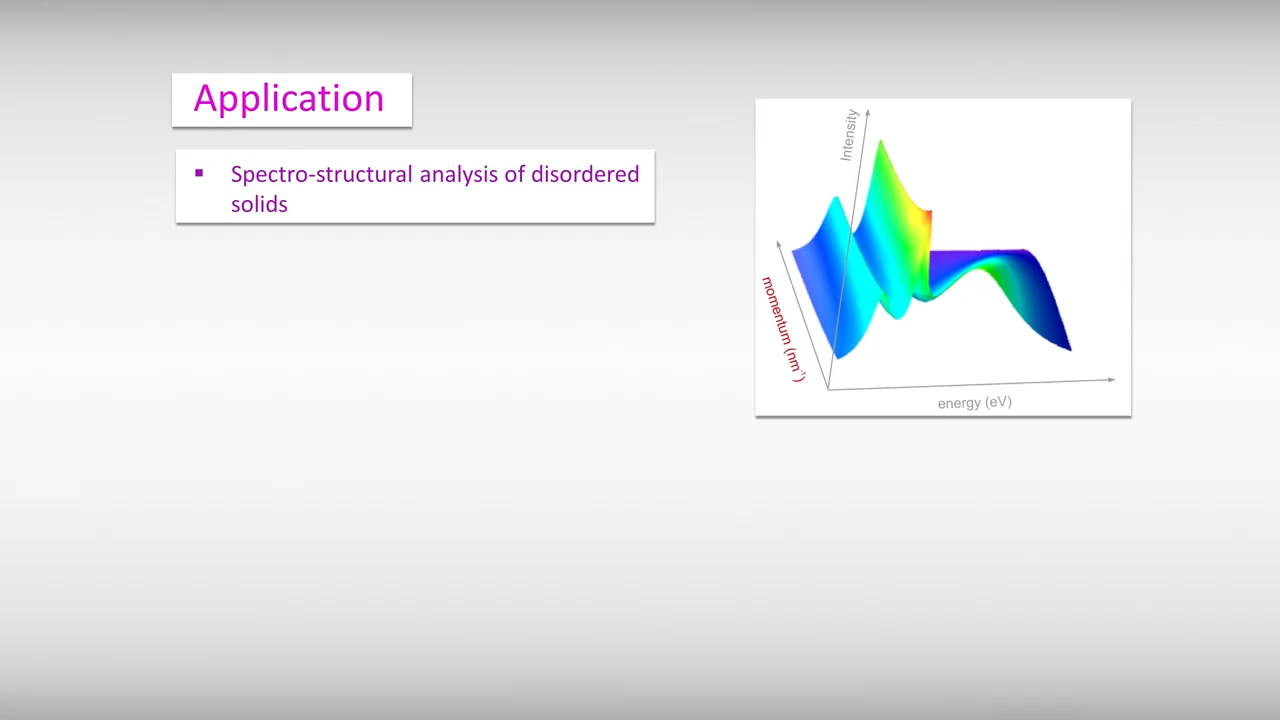 Application
▪ Spectro-structural analysis of disordered
solids
Intensity
momentum (nm⁻¹)
energy (eV)